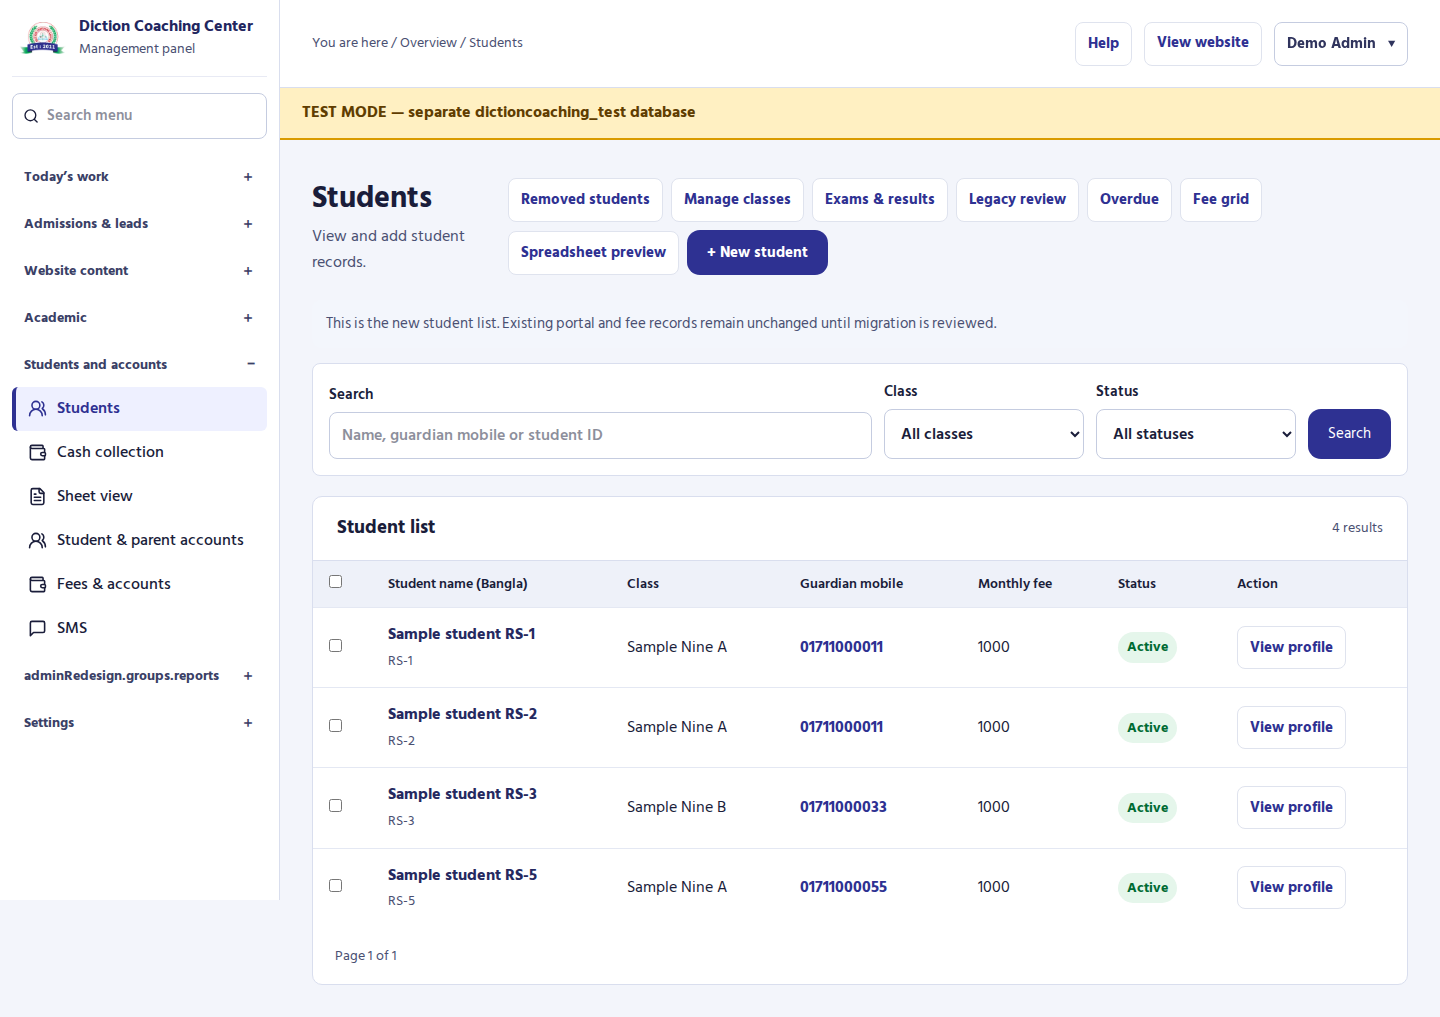 Diction Coaching Center
Management panel
Est : 2011
You are here / Overview / Students
Help
View website
Demo Admin
Search menu
TEST MODE — separate dictioncoaching_test database
Today’s work +
Admissions & leads +
Website content +
Academic +
Students and accounts −
Students
Cash collection
Sheet view
Student & parent accounts
Fees & accounts
SMS
adminRedesign.groups.reports +
Settings +
Students
View and add student
records.
Removed students
Manage classes
Exams & results
Legacy review
Overdue
Fee grid
Spreadsheet preview
+ New student
This is the new student list. Existing portal and fee records remain unchanged until migration is reviewed.
Search
Name, guardian mobile or student ID
Class
All classes
Status
All statuses
Search
Student list
4 results
Student name (Bangla) Class Guardian mobile Monthly fee Status Action
Sample student RS-1
RS-1
Sample Nine A 01711000011 1000 Active View profile
Sample student RS-2
RS-2
Sample Nine A 01711000011 1000 Active View profile
Sample student RS-3
RS-3
Sample Nine B 01711000033 1000 Active View profile
Sample student RS-5
RS-5
Sample Nine A 01711000055 1000 Active View profile
Page 1 of 1